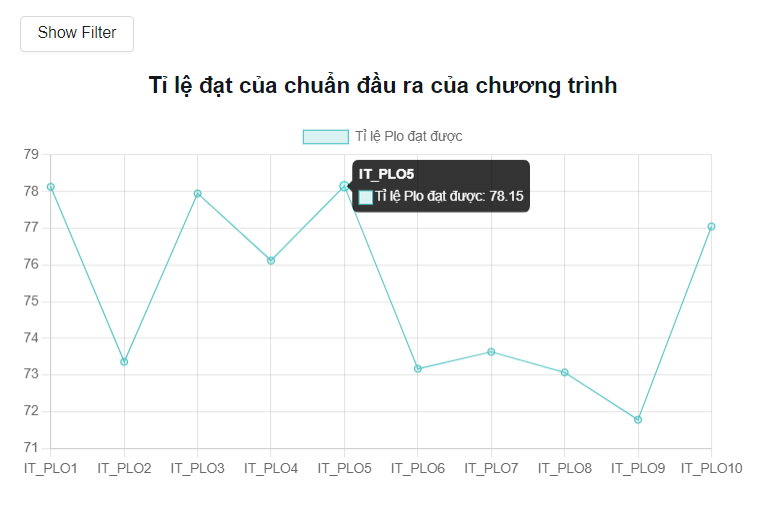 Show Filter
Tỉ lệ đạt của chuẩn đầu ra của chương trình
Tỉ lệ Plo đạt được
79
78
77
76
75
74
73
72
71
IT_PLO5
Tỉ lệ Plo đạt được: 78.15
IT_PLO1 IT_PLO2 IT_PLO3 IT_PLO4 IT_PLO5 IT_PLO6 IT_PLO7 IT_PLO8 IT_PLO9 IT_PLO10